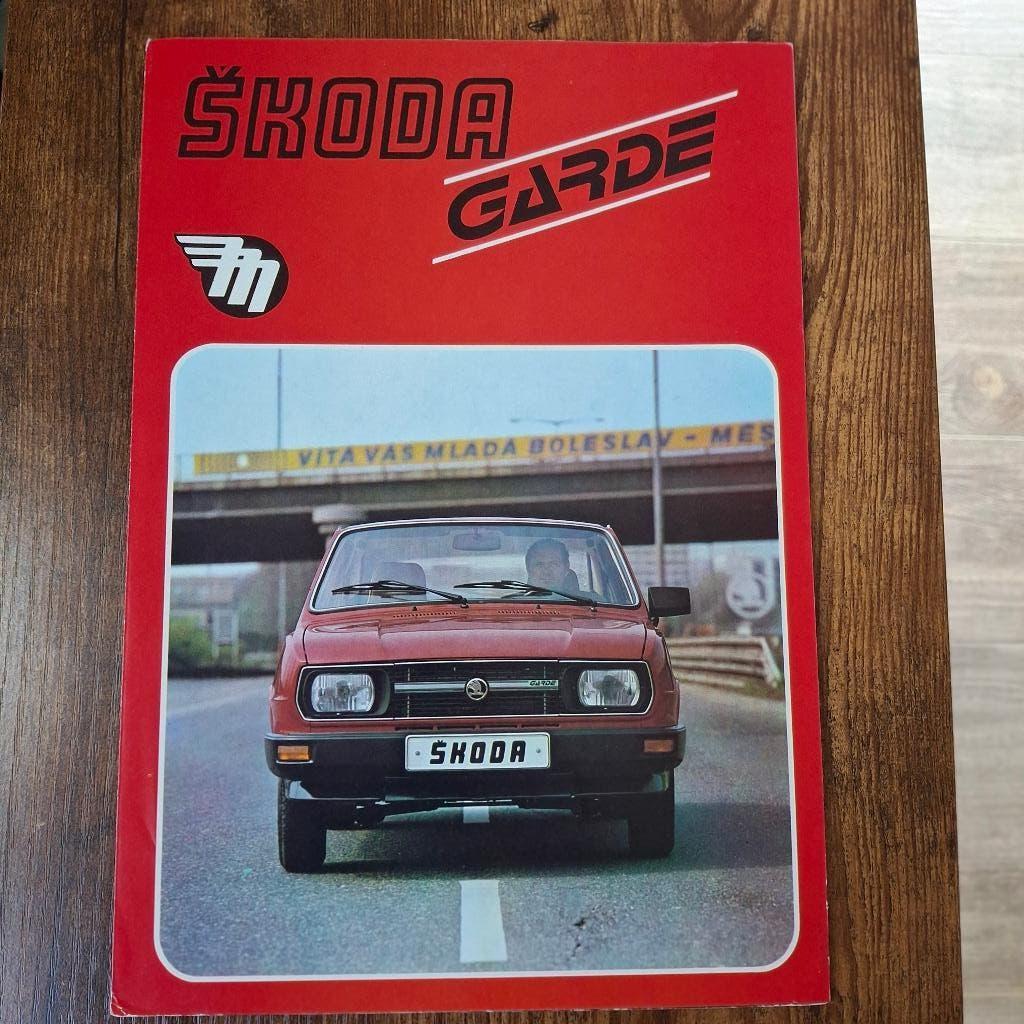 ŠKODA
GARDE
M
VÍTÁ VÁS MLADÁ BOLESLAV - MĚS
GARDE
ŠKODA